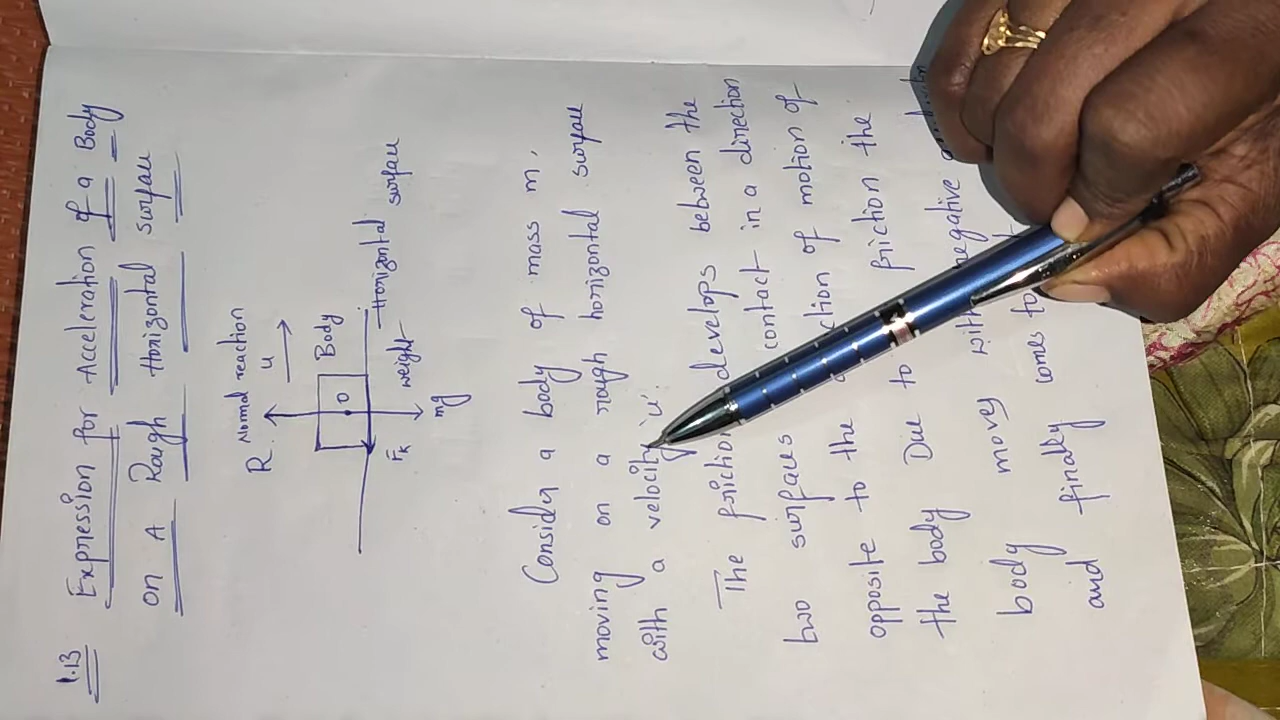 1.13 Expression for Acceleration of a Body
on A Rough Horizontal surface
R Normal reaction
u
O Body
Horizontal surface
Fk weight
mg
Consider a body of mass m,
moving on a rough horizontal surface
with a velocity 'u'.
The friction develops between the
two surfaces contact in a direction
opposite to the of motion of
the body Due to friction the
body moves with negative
and finally comes to